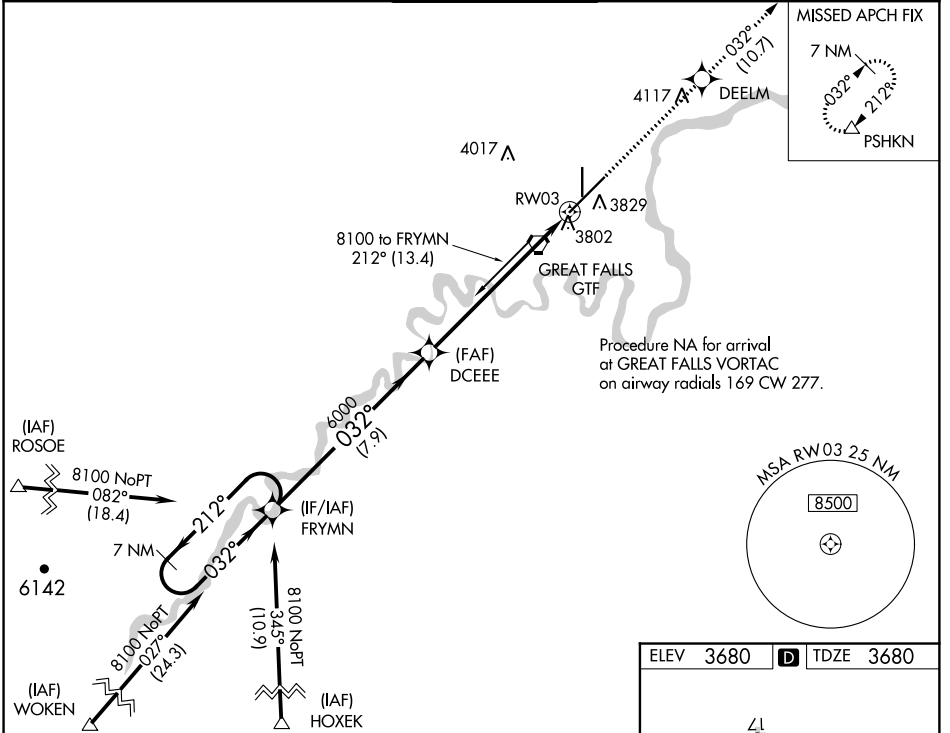 MISSED APCH FIX
7 NM
032°
212°
PSHKN
032°
(10.7)
DEELM
4117
4017
RW03
3829
3802
8100 to FRYMN
212° (13.4)
GREAT FALLS
GTF
(FAF)
DCEEE
Procedure NA for arrival
at GREAT FALLS VORTAC
on airway radials 169 CW 277.
6000
032°
(7.9)
(IAF)
ROSOE
8100 NoPT
082°
(18.4)
212°
(IF/IAF)
FRYMN
7 NM
032°
6142
8100 NoPT
027°
(24.3)
8100 NoPT
345°
(10.9)
(IAF)
WOKEN
(IAF)
HOXEK
MSA RW03 25 NM
8500
ELEV 3680 D TDZE 3680
17